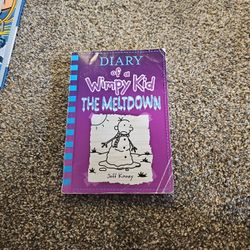 DIARY
of a
Wimpy Kid
THE MELTDOWN
Jeff Kinney